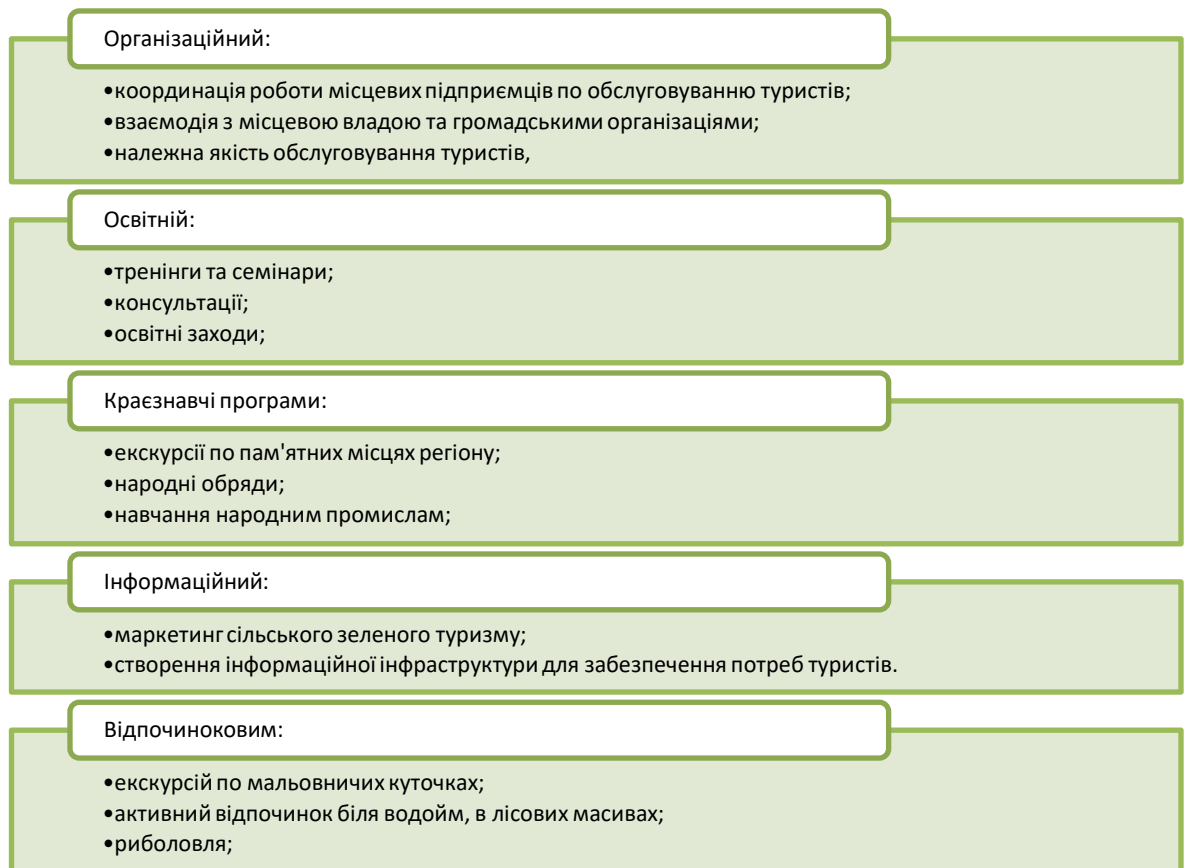 Організаційний:
•координація роботи місцевих підприємців по обслуговуванню туристів;
•взаємодія з місцевою владою та громадськими організаціями;
•належна якість обслуговування туристів,
Освітній:
•тренінги та семінари;
•консультації;
•освітні заходи;
Краєзнавчі програми:
•екскурсії по пам'ятних місцях регіону;
•народні обряди;
•навчання народним промислам;
Інформаційний:
•маркетинг сільського зеленого туризму;
•створення інформаційної інфраструктури для забезпечення потреб туристів.
Відпочиноковим:
•екскурсій по мальовничих куточках;
•активний відпочинок біля водойм, в лісових масивах;
•риболовля;